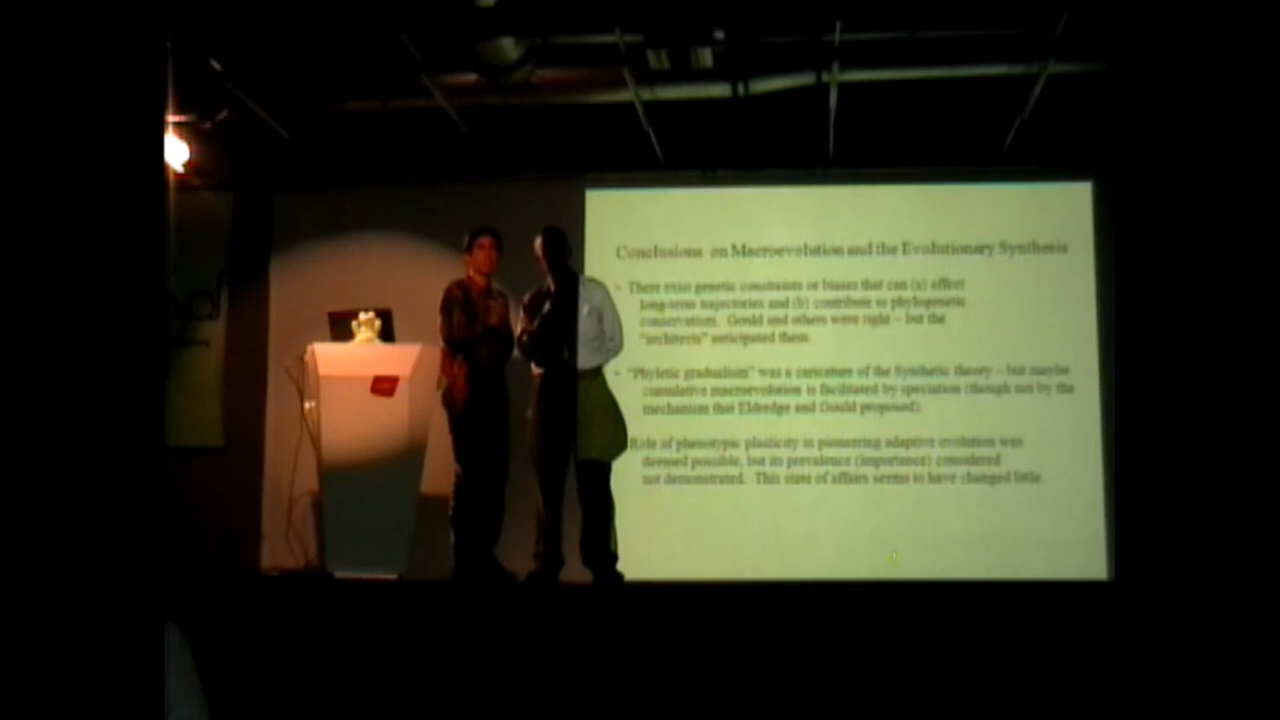 Conclusions on Macroevolution and the Evolutionary Synthesis
There exist genetic constraints or biases that can (a) affect
long-term trajectories and (b) contribute to phylogenetic
conservatism. Gould and others were right – but the
"architects" anticipated them.
"Phyletic gradualism" was a caricature of the Synthetic theory – but maybe
cumulative macroevolution is facilitated by speciation (though not by the
mechanism that Eldredge and Gould proposed).
Role of phenotypic plasticity in pioneering adaptive evolution was
deemed possible, but its prevalence (importance) considered
not demonstrated. This state of affairs seems to have changed little.